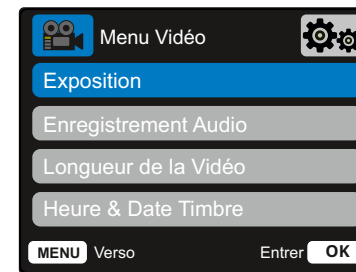 Menu Vidéo
Exposition
Enregistrement Audio
Longueur de la Vidéo
Heure & Date Timbre
MENU Verso Entrer OK